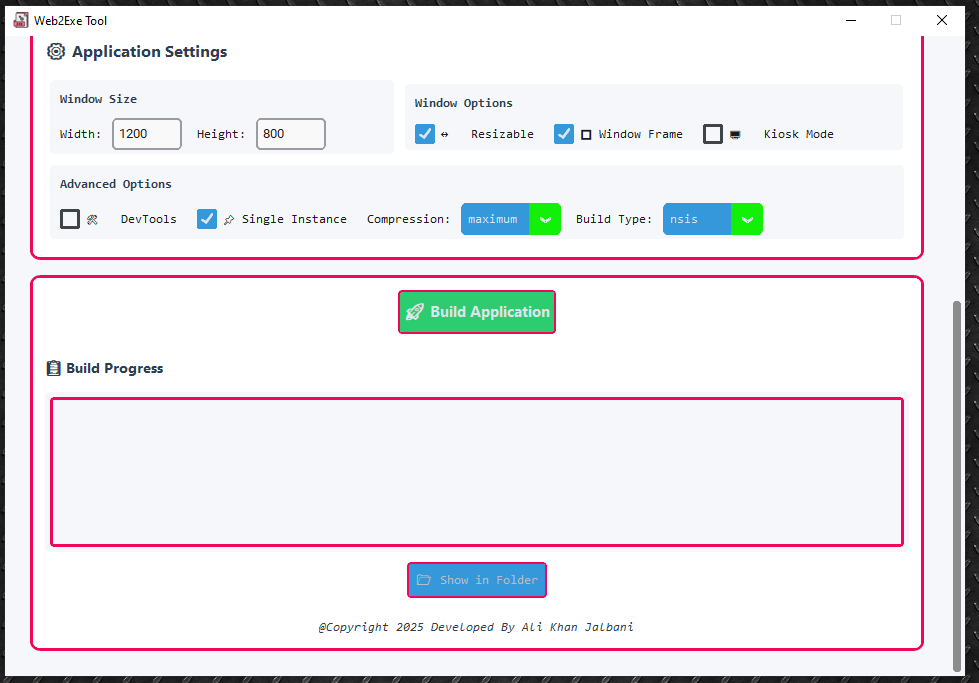 Web2Exe Tool
Application Settings
Window Size
Width: 1200 Height: 800
Window Options
Resizable Window Frame Kiosk Mode
Advanced Options
DevTools Single Instance Compression: maximum Build Type: nsis
Build Application
Build Progress
Show in Folder
@Copyright 2025 Developed By Ali Khan Jalbani